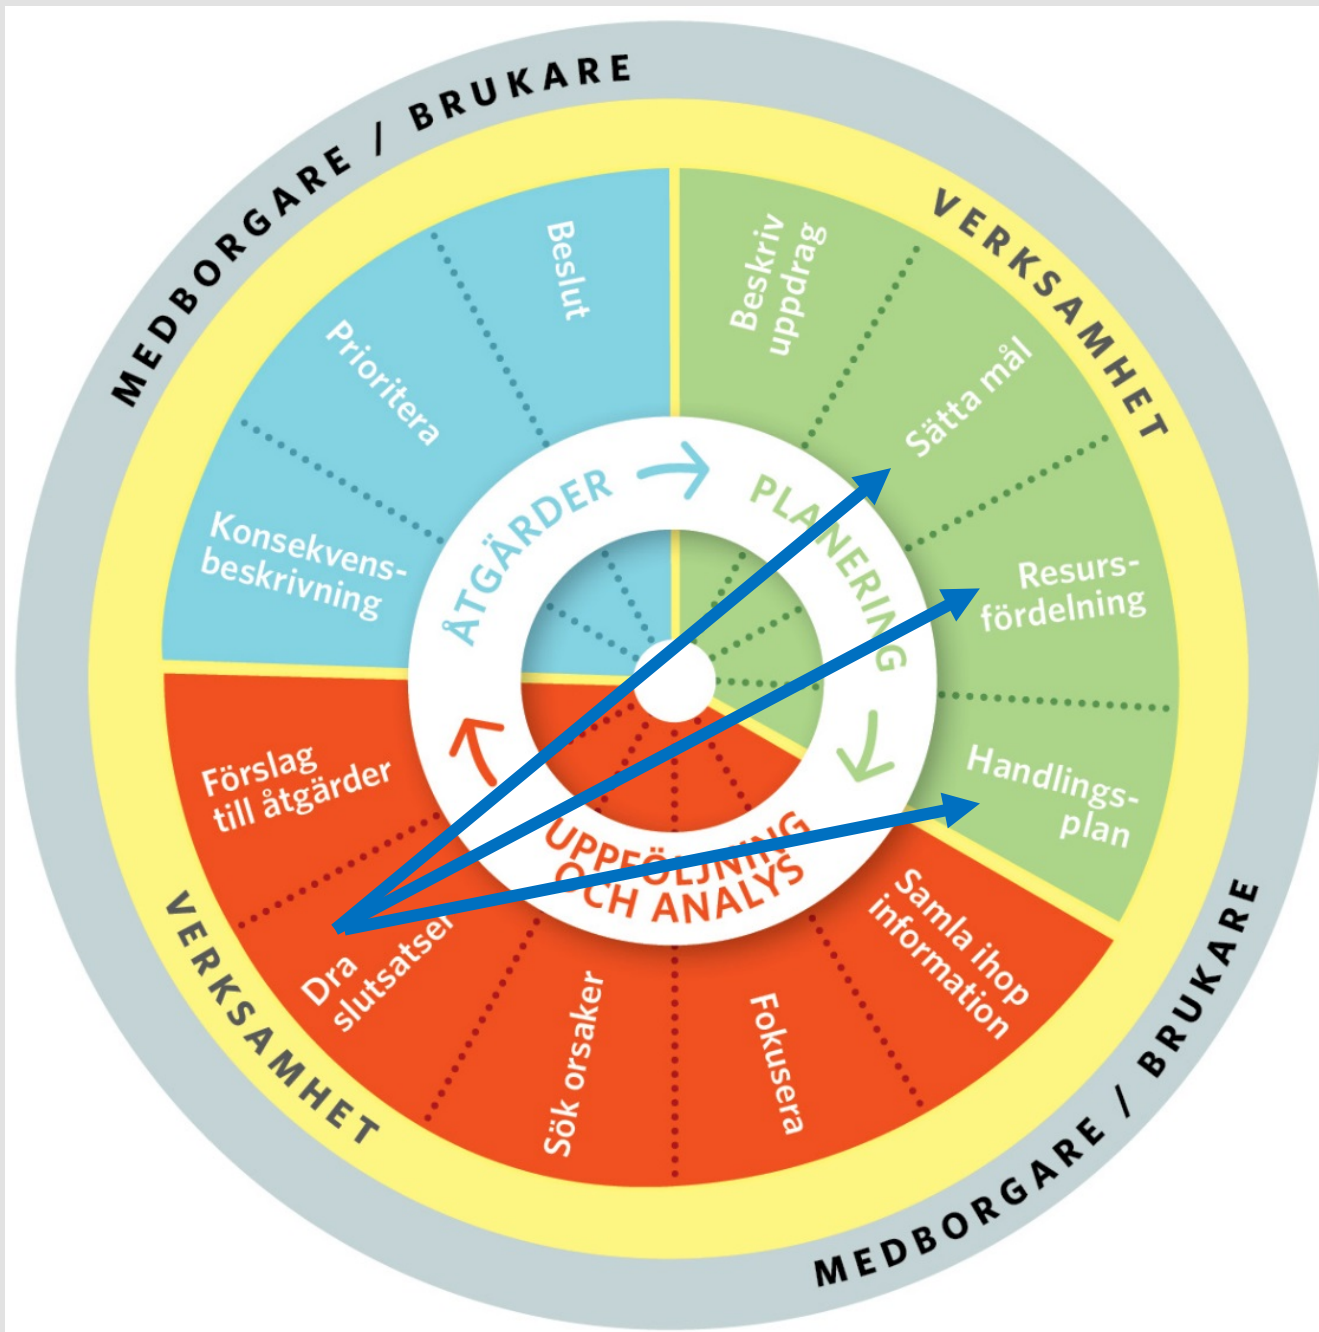 MEDBORGARE / BRUKARE
VERKSAMHET
Beslut
Prioritera
Konsekvens-
beskrivning
Beskriv
uppdrag
Sätta mål
Resurs-
fördelning
Handlings-
plan
ÅTGÄRDER
PLANERING
UPPFÖLJNING
OCH ANALYS
Förslag
till åtgärder
Dra
slutsatser
Sök orsaker
Fokusera
Samla ihop
information
VERKSAMHET
MEDBORGARE / BRUKARE